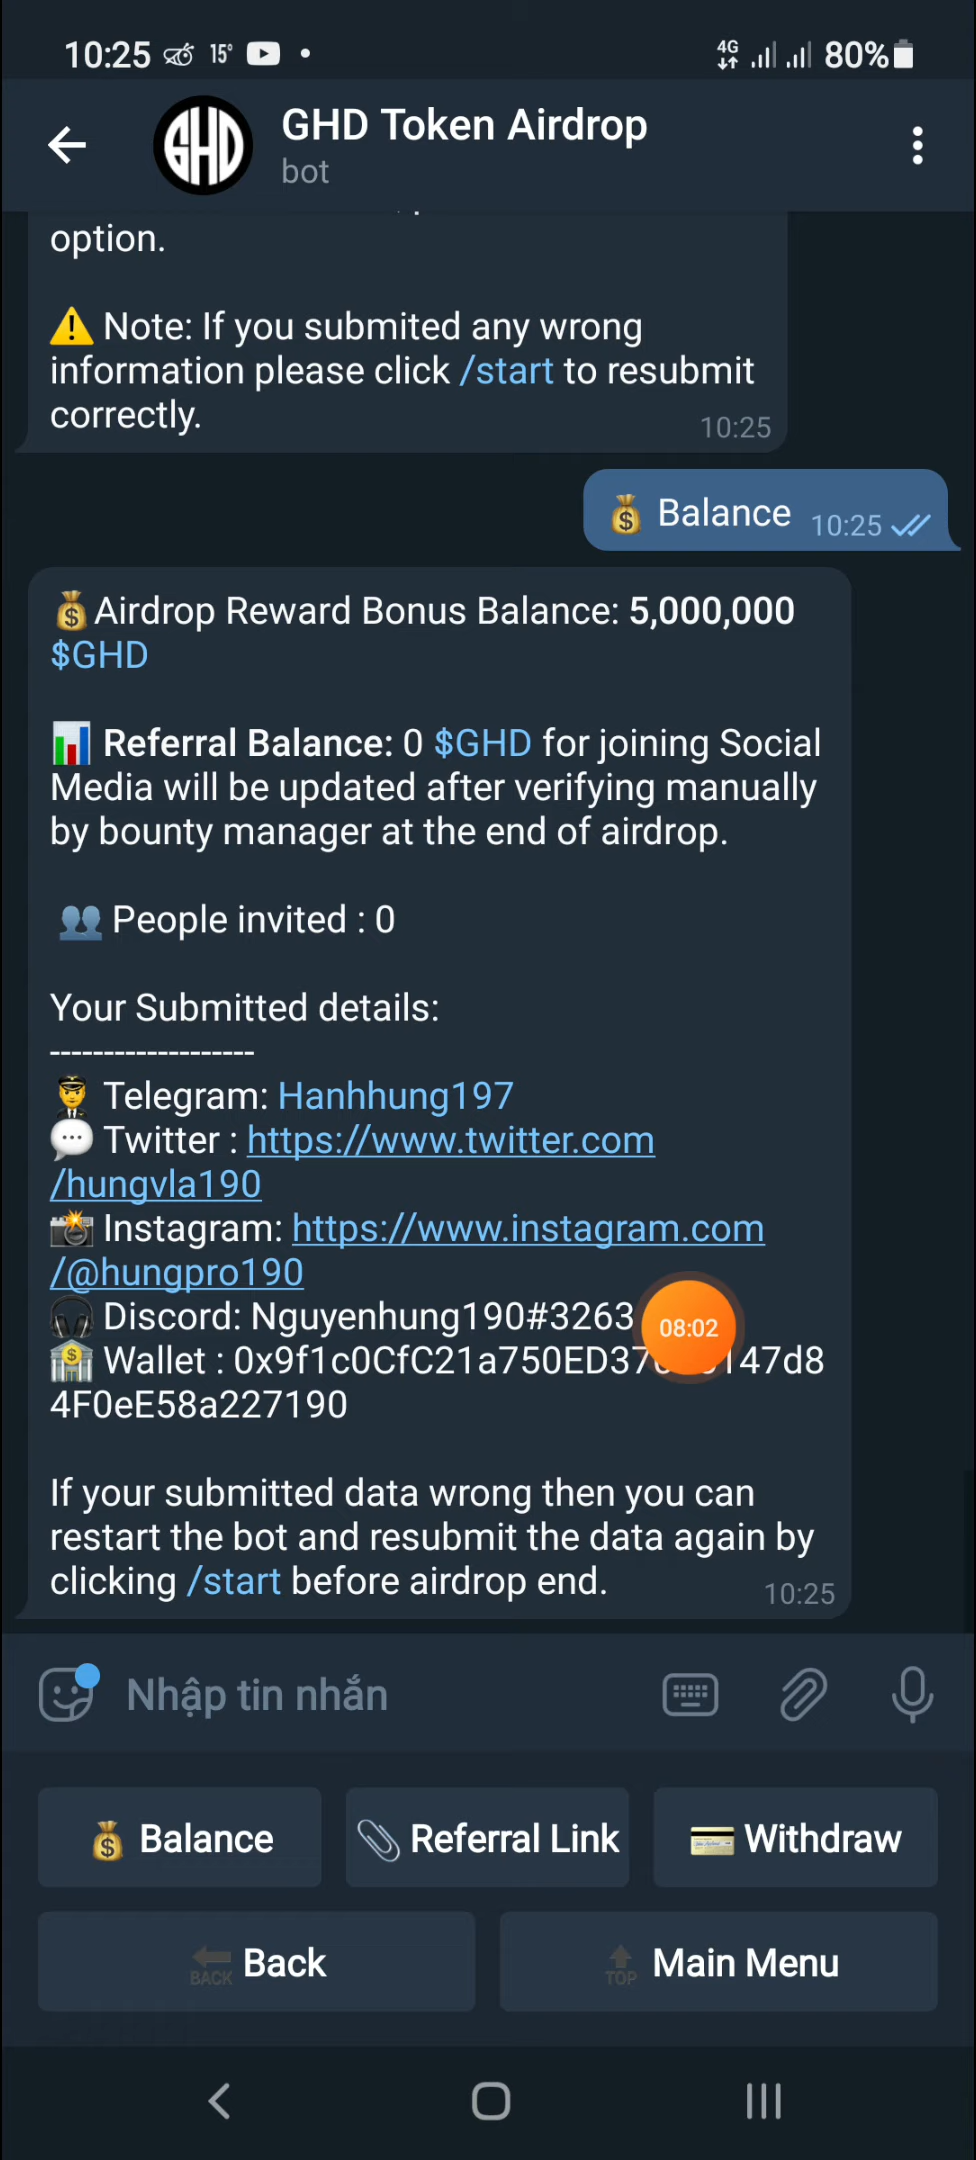 10:25 15° 4G 80%
GHD GHD Token Airdrop
bot
option.
Note: If you submited any wrong
information please click /start to resubmit
correctly.
10:25
Balance 10:25
Airdrop Reward Bonus Balance: 5,000,000
$GHD
Referral Balance: 0 $GHD for joining Social
Media will be updated after verifying manually
by bounty manager at the end of airdrop.
People invited : 0
Your Submitted details:
-------------------
Telegram: Hanhhung197
Twitter : https://www.twitter.com
/hungvla190
Instagram: https://www.instagram.com
/@hungpro190
Discord: Nguyenhung190#3263
08:02
Wallet :
4F0eE58a227190
If your submitted data wrong then you can
restart the bot and resubmit the data again by
clicking /start before airdrop end.
10:25
Nhập tin nhắn
Balance Referral Link Withdraw
BACK Back TOP Main Menu